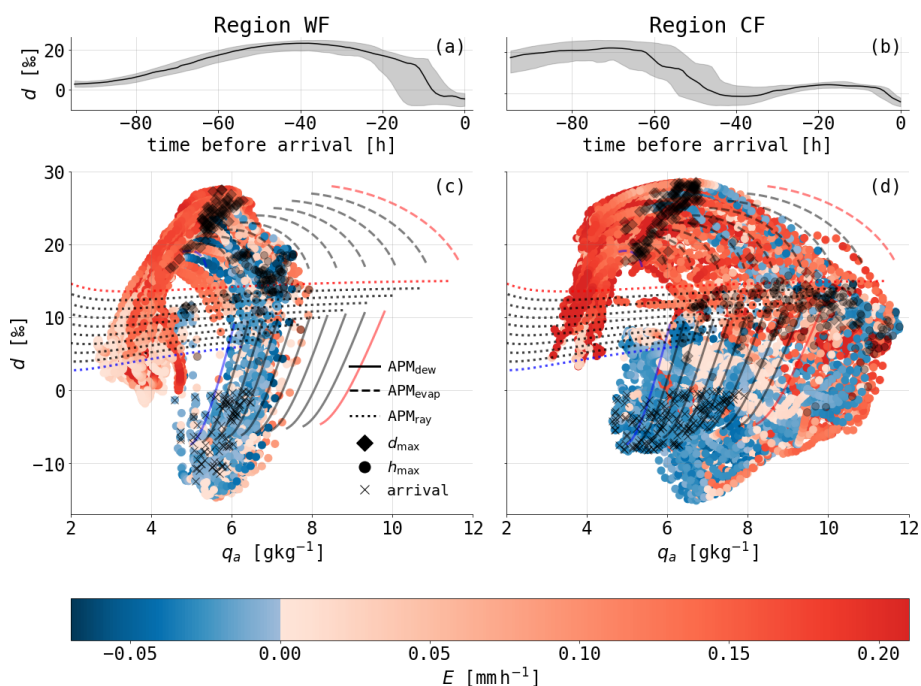 Region WF
Region CF
(a)
(b)
d [‰]
20
0
−80
−60
−40
−20
0
−80
−60
−40
−20
0
time before arrival [h]
time before arrival [h]
(c)
(d)
d [‰]
30
20
10
0
−10
APM_dew
APM_evap
APM_ray
d_max
h_max
arrival
2
4
6
8
10
12
2
4
6
8
10
12
q_a [gkg⁻¹]
q_a [gkg⁻¹]
−0.05
0.00
0.05
0.10
0.15
0.20
E [mm h⁻¹]